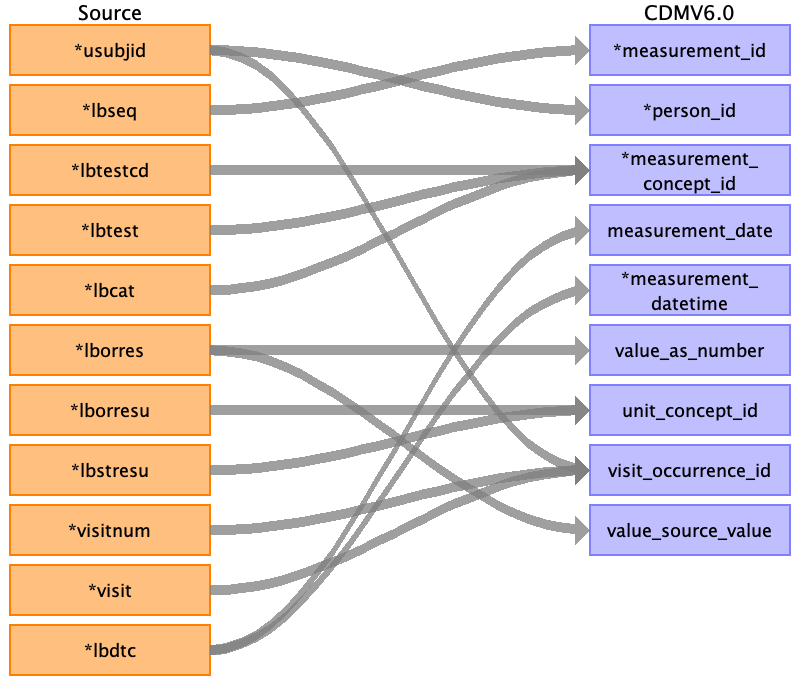 Source
CDMV6.0
*usubjid
*measurement_id
*lbseq
*person_id
*lbtestcd
*measurement_
concept_id
*lbtest
measurement_date
*lbcat
*measurement_
datetime
*lborres
value_as_number
*lborresu
unit_concept_id
*lbstresu
visit_occurrence_id
*visitnum
value_source_value
*visit
*lbdtc